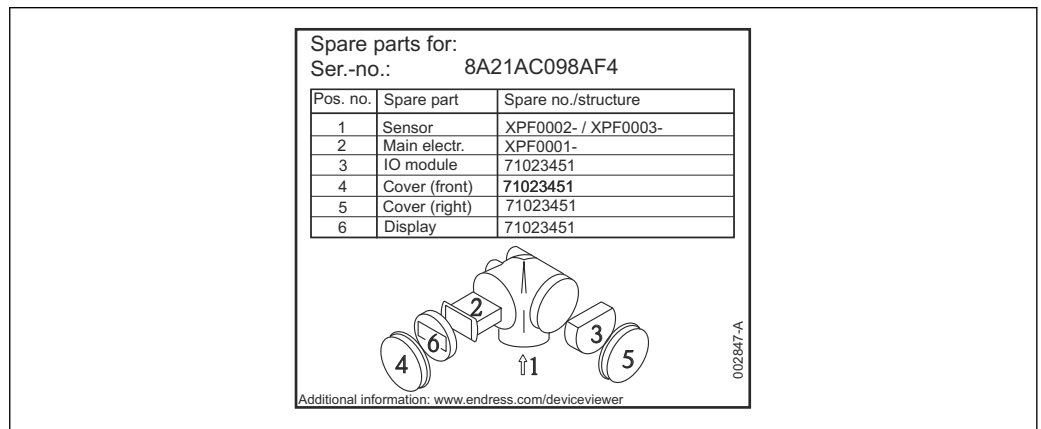 Spare parts for:
Ser.-no.: 8A21AC098AF4
Pos. no. Spare part Spare no./structure
1 Sensor XPF0002- / XPF0003-
2 Main electr. XPF0001-
3 IO module 71023451
4 Cover (front) 71023451
5 Cover (right) 71023451
6 Display 71023451
2
6
4
⇧1
3
5
002847-A
Additional information: www.endress.com/deviceviewer